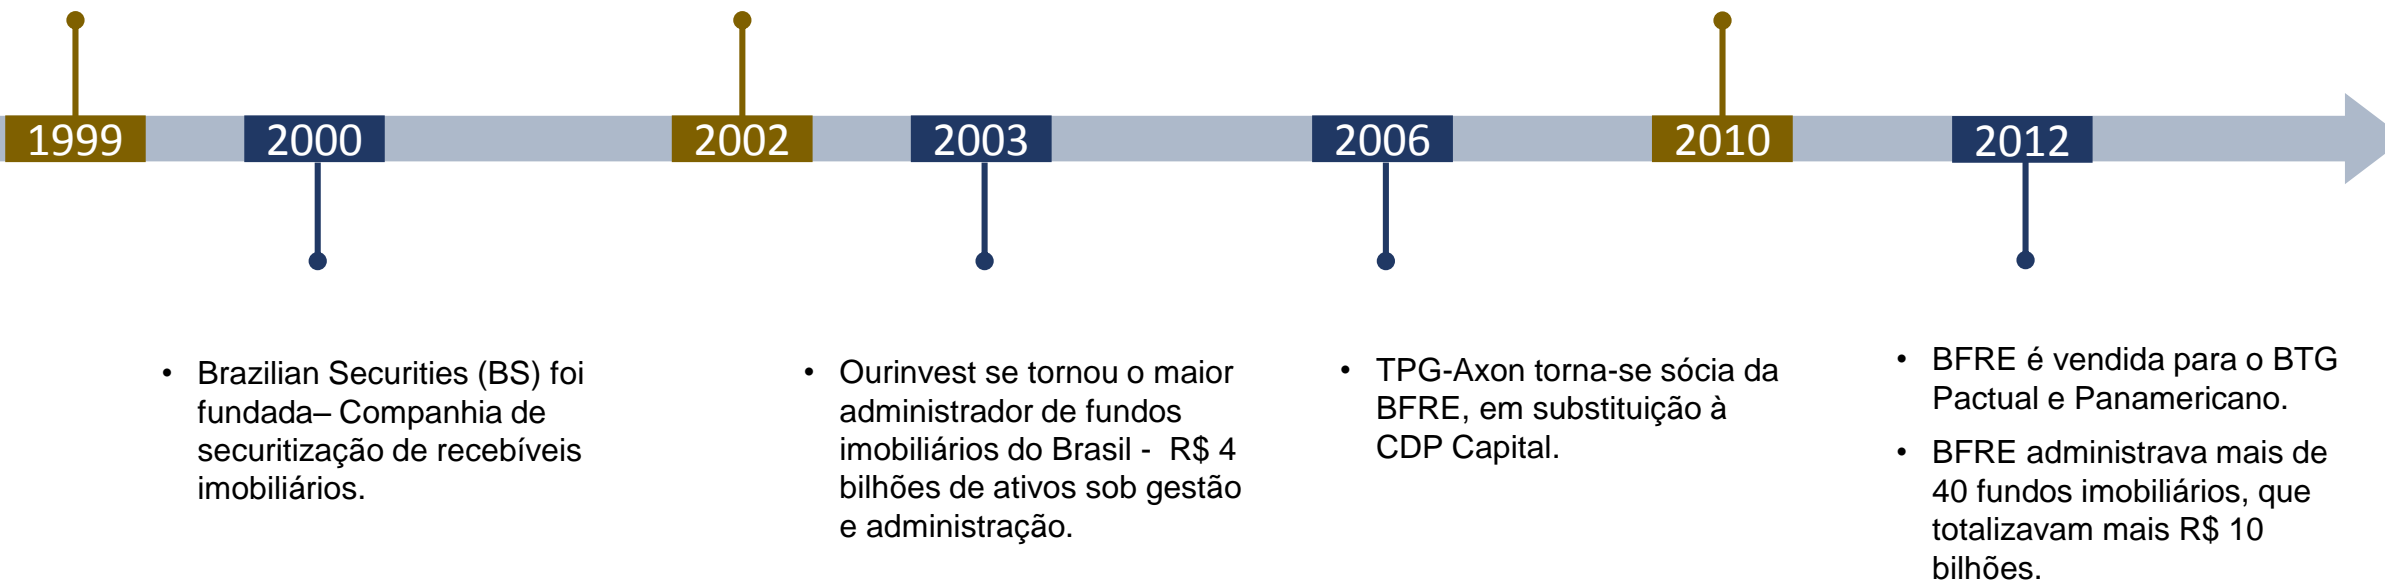 1999
2000
2002
2003
2006
2010
2012
• Brazilian Securities (BS) foi
fundada– Companhia de
securitização de recebíveis
imobiliários.
• Ourinvest se tornou o maior
administrador de fundos
imobiliários do Brasil - R$ 4
bilhões de ativos sob gestão
e administração.
• TPG-Axon torna-se sócia da
BFRE, em substituição à
CDP Capital.
• BFRE é vendida para o BTG
Pactual e Panamericano.
• BFRE administrava mais de
40 fundos imobiliários, que
totalizavam mais R$ 10
bilhões.